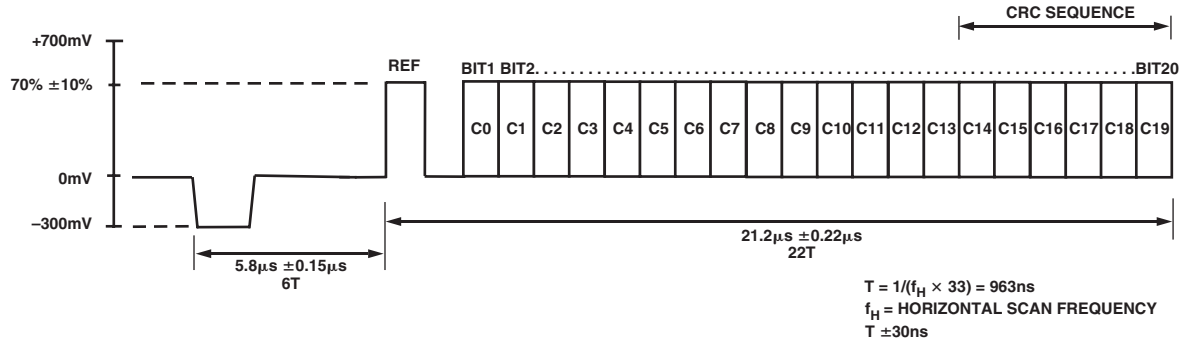 CRC SEQUENCE
+700mV
REF
BIT1 BIT2. . . . . . . . . . . . . . . . . . . . . . . . . . . . . . . . . . . . . . . . . . . . . . . . . . . . . . . . . . . . . . . . . . . . . .BIT20
70% ±10%
C0 C1 C2 C3 C4 C5 C6 C7 C8 C9 C10 C11 C12 C13 C14 C15 C16 C17 C18 C19
0mV
–300mV
21.2μs ±0.22μs
22T
5.8μs ±0.15μs
6T
T = 1/(fH × 33) = 963ns
fH = HORIZONTAL SCAN FREQUENCY
T ±30ns